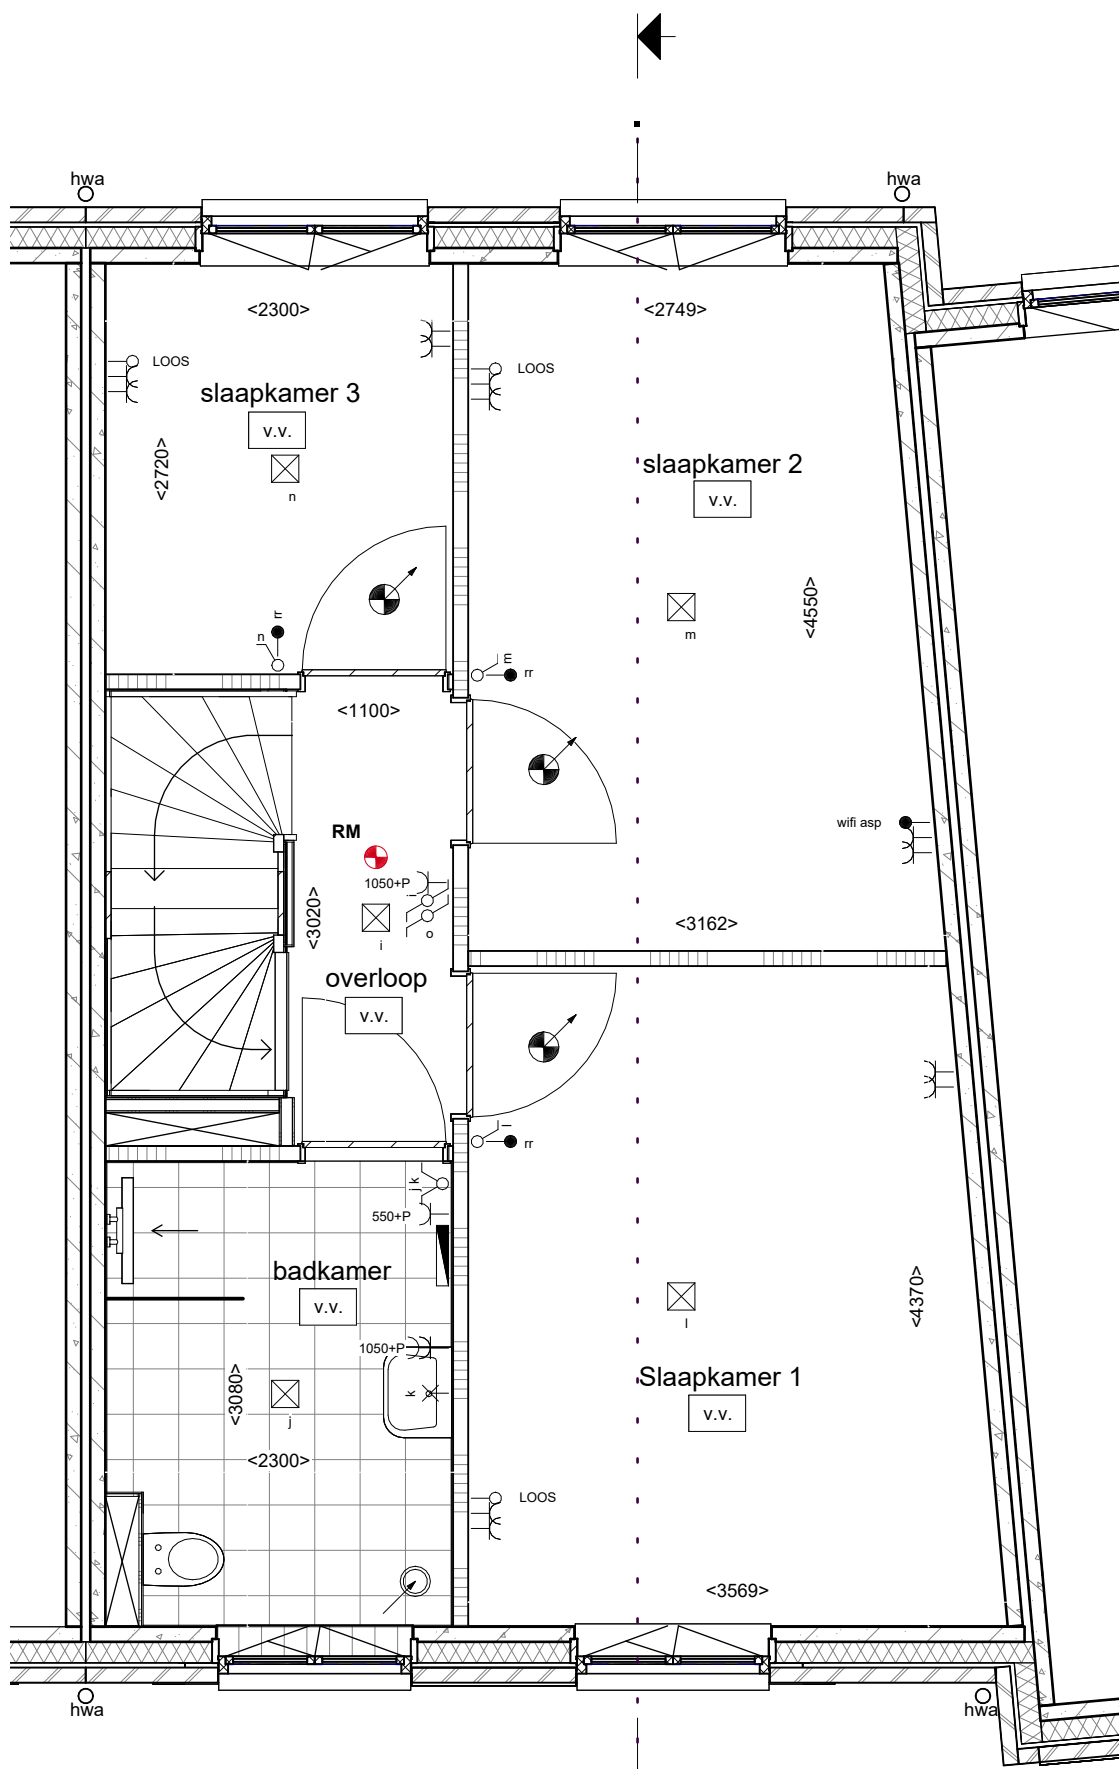 hwa
hwa
<2300>
<2749>
LOOS
LOOS
slaapkamer 3
v.v.
<2720>
n
slaapkamer 2
v.v.
<4550>
m
rr
n
m
rr
<1100>
RM
wifi asp
1050+P
<3020>
i
i
o
<3162>
overloop
v.v.
l
rr
j k
550+P
badkamer
v.v.
<4370>
l
1050+P
Slaapkamer 1
v.v.
<3080>
k
j
<2300>
LOOS
<3569>
hwa
hwa